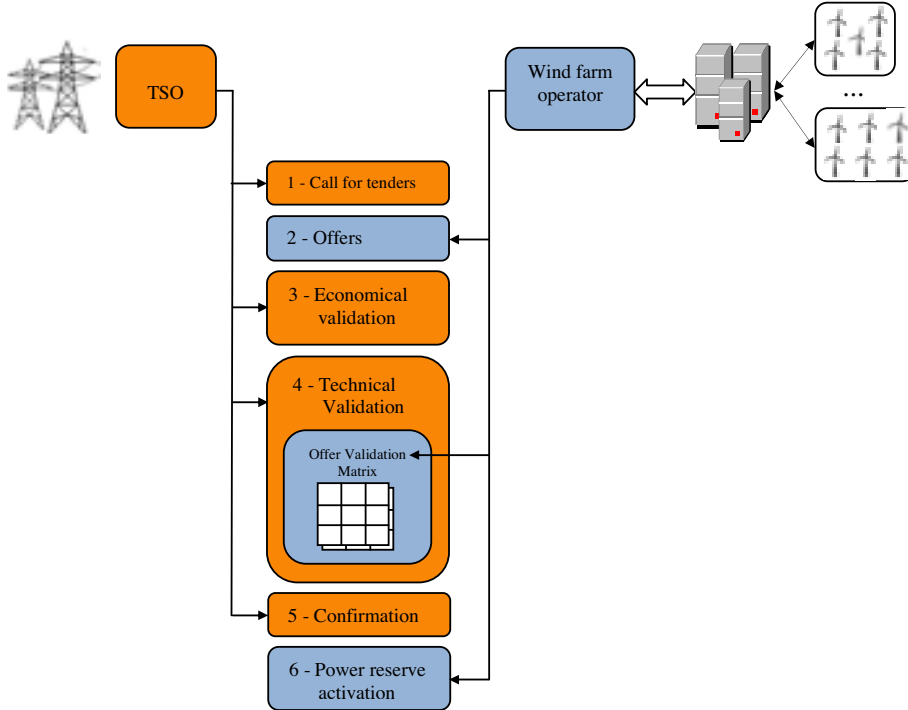 TSO
Wind farm
operator
...
1 - Call for tenders
2 - Offers
3 - Economical
validation
4 - Technical
Validation
Offer Validation
Matrix
5 - Confirmation
6 - Power reserve
activation